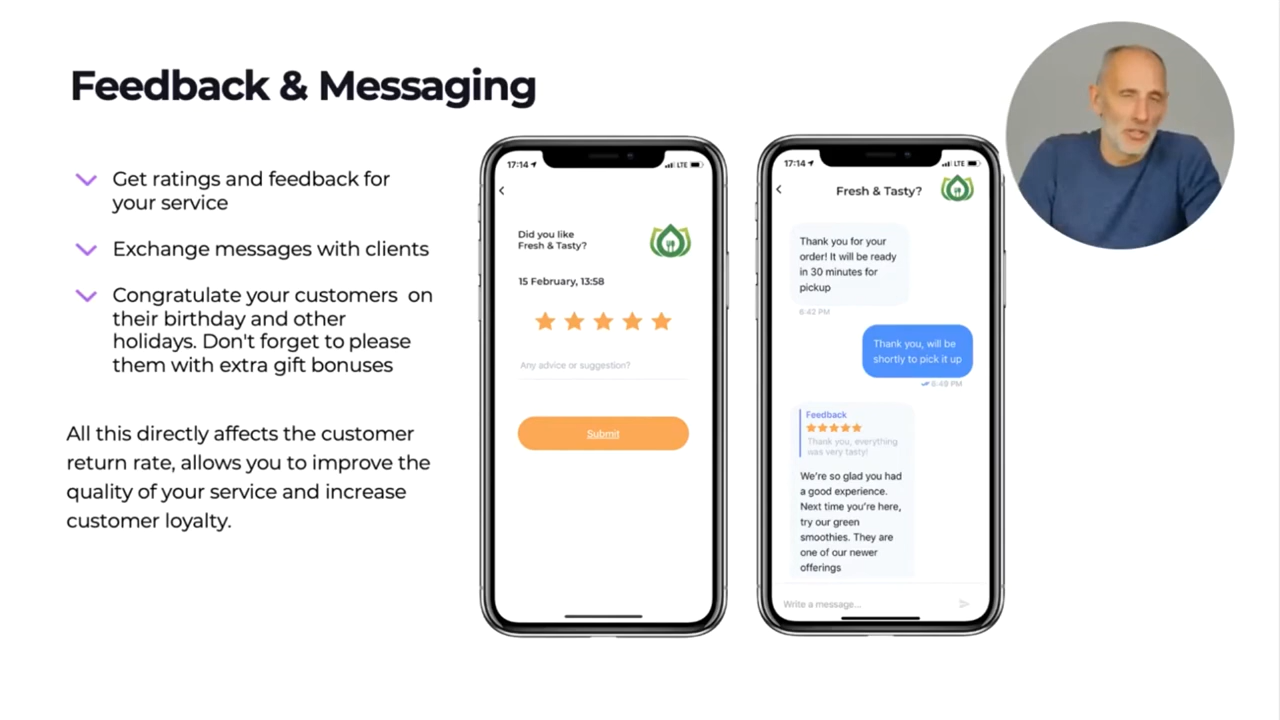 Feedback & Messaging
Get ratings and feedback for
your service
Exchange messages with clients
Congratulate your customers  on
their birthday and other
holidays. Don't forget to please
them with extra gift bonuses
All this directly affects the customer
return rate, allows you to improve the
quality of your service and increase
customer loyalty.
17:14
LTE
Did you like
Fresh & Tasty?
15 February, 13:58
Any advice or suggestion?
Submit
17:14
LTE
Fresh & Tasty?
Thank you for your
order! It will be ready
in 30 minutes for
pickup
6:42 PM
Thank you, will be
shortly to pick it up
6:49 PM
Feedback
Thank you, everything
was very tasty!
We're so glad you had
a good experience.
Next time you're here,
try our green
smoothies. They are
one of our newer
offerings
Write a message...